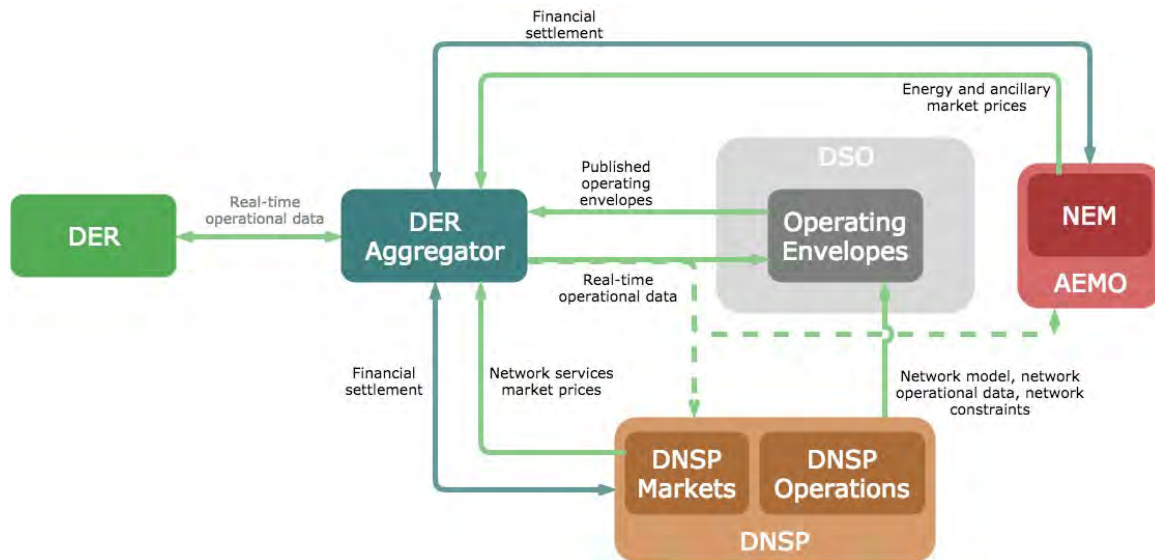 Financial
settlement
Energy and ancillary
market prices
DSO
Published
operating
envelopes
Real-time
operational data
DER
DER
Aggregator
Operating
Envelopes
NEM
AEMO
Real-time
operational data
Financial
settlement
Network services
market prices
Network model, network
operational data, network
constraints
DNSP
Markets
DNSP
Operations
DNSP